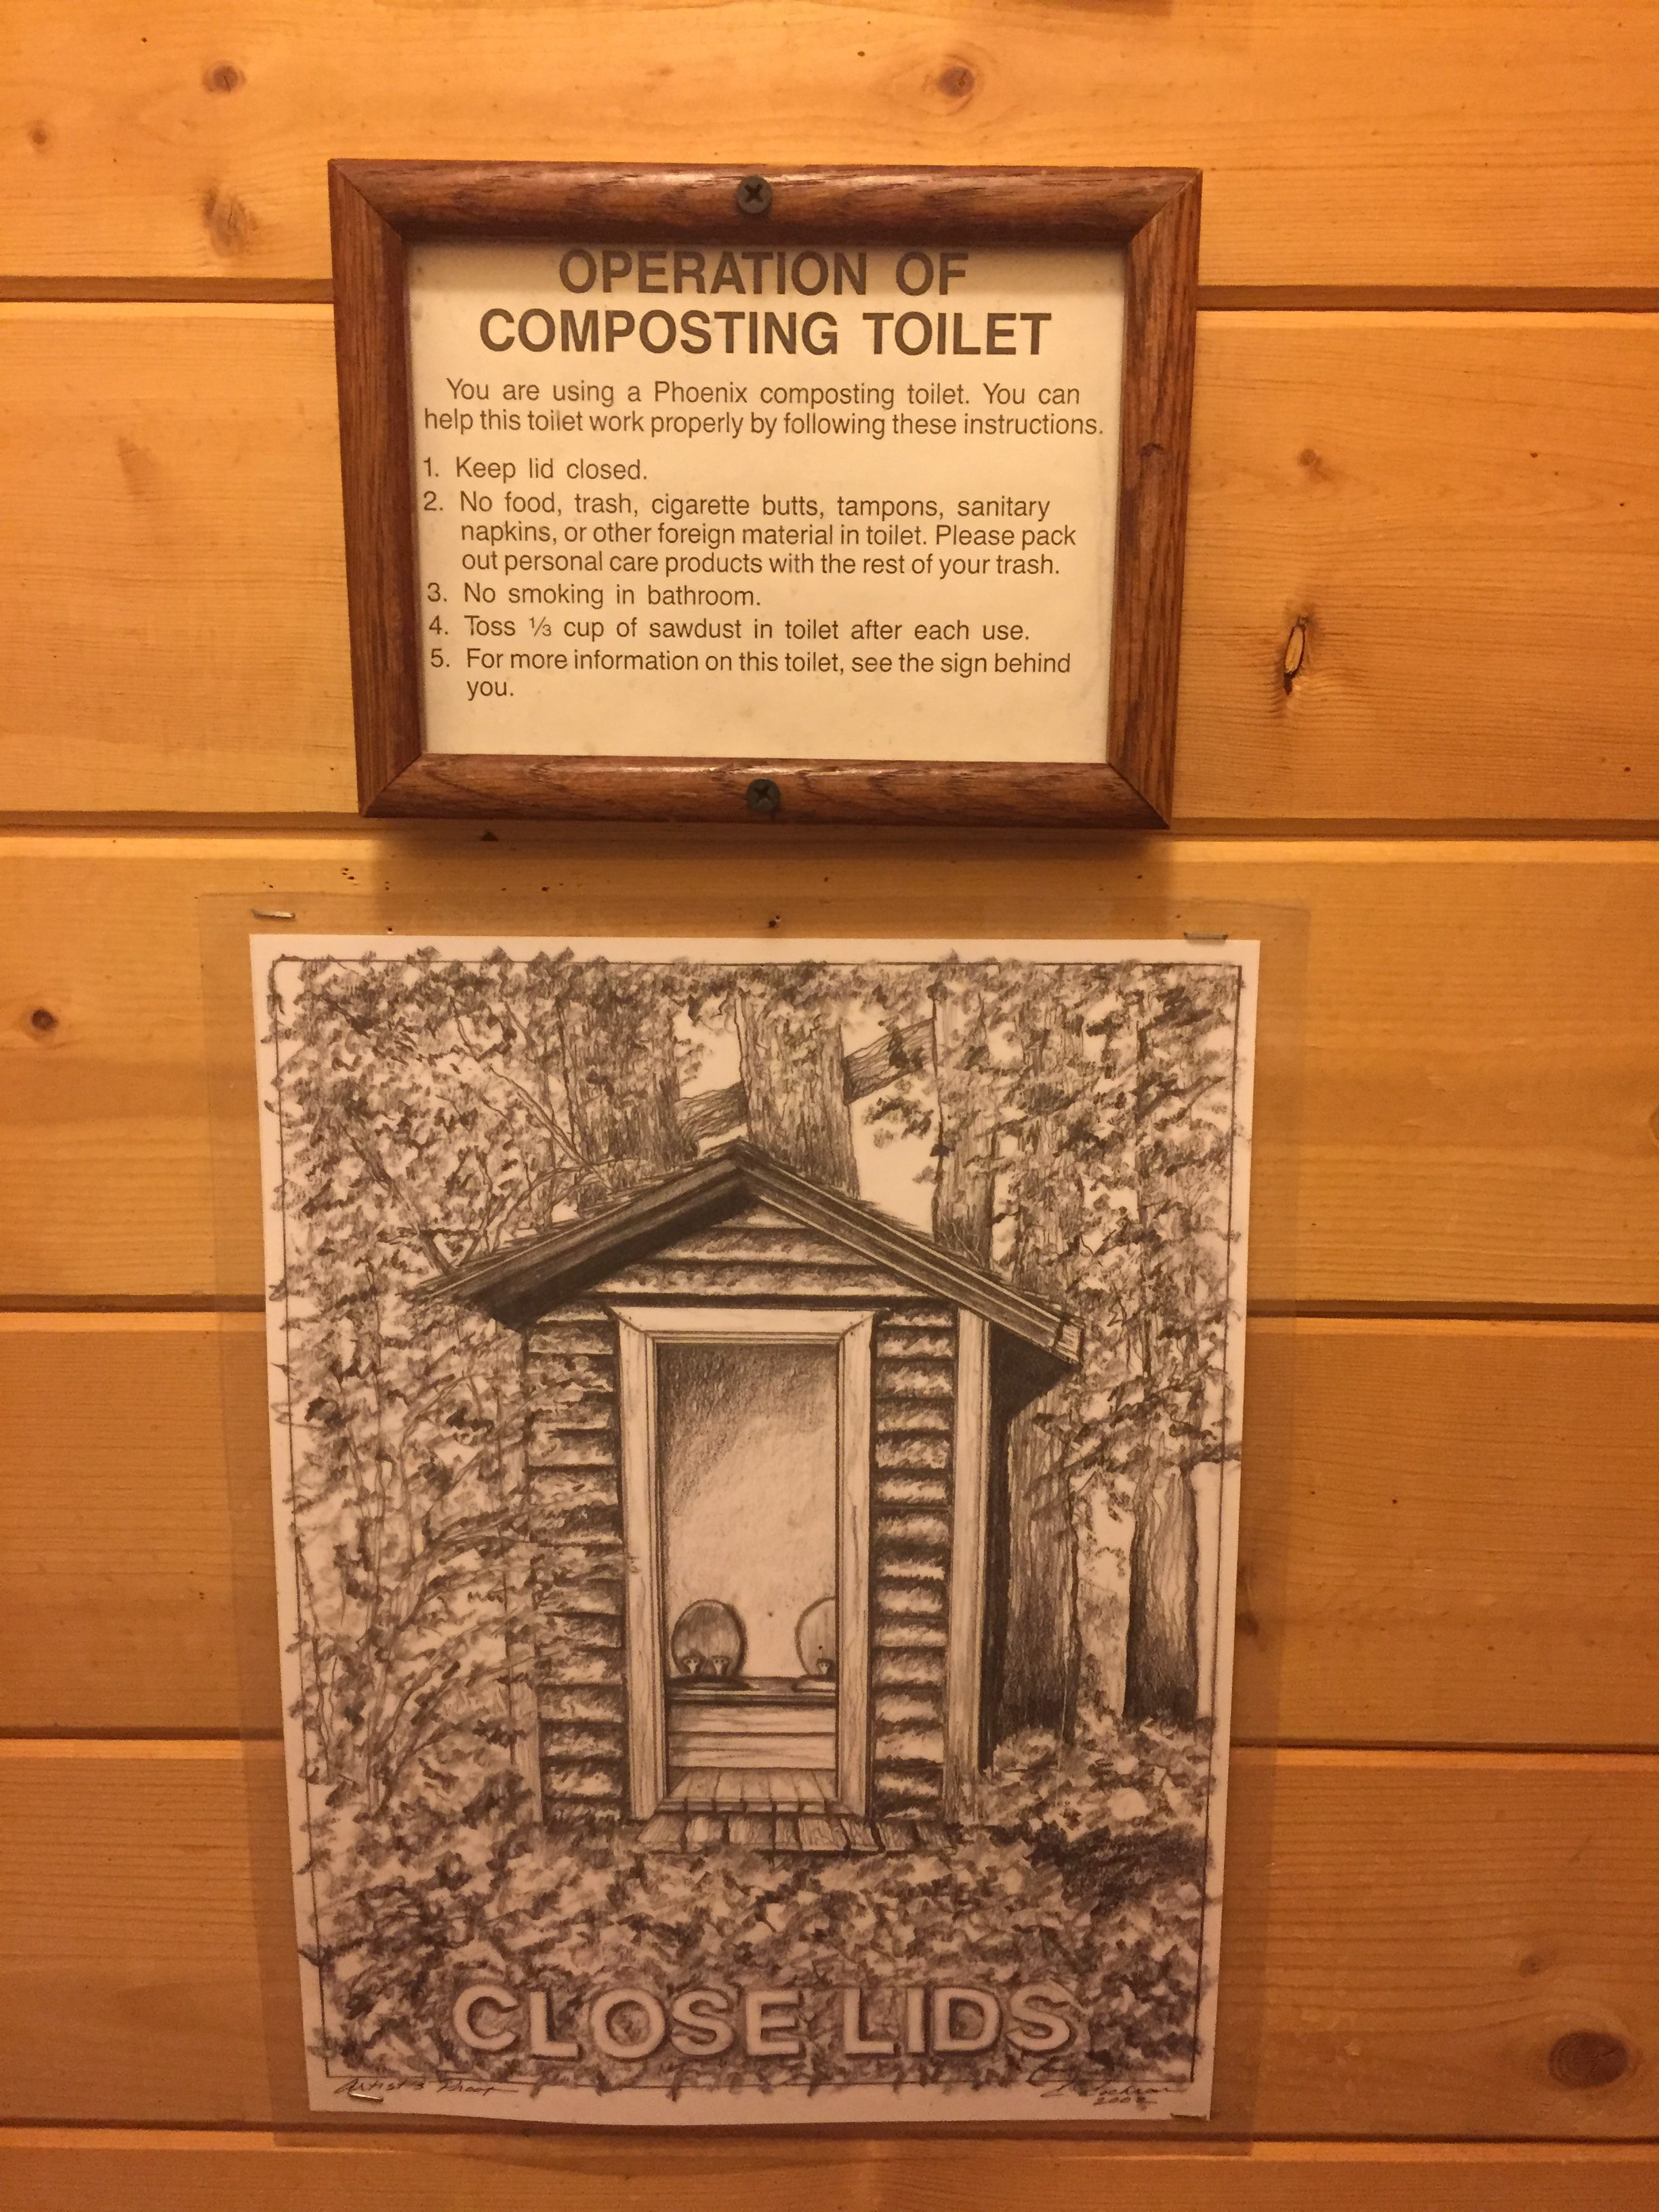 OPERATION OF
COMPOSTING TOILET
You are using a Phoenix composting toilet. You can
help this toilet work properly by following these instructions.
1. Keep lid closed.
2. No food, trash, cigarette butts, tampons, sanitary
napkins, or other foreign material in toilet. Please pack
out personal care products with the rest of your trash.
3. No smoking in bathroom.
4. Toss ⅓ cup of sawdust in toilet after each use.
5. For more information on this toilet, see the sign behind
you.
CLOSE LIDS
Artist's Proof
2002